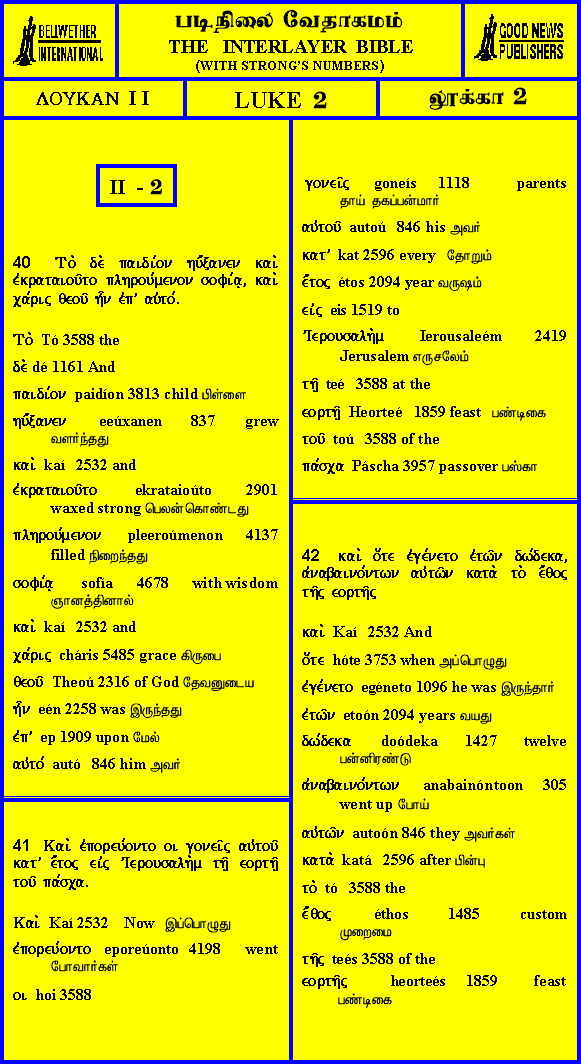 BELLWETHER
INTERNATIONAL
படிநிலை வேதாகமம்
THE INTERLAYER BIBLE
(WITH STRONG'S NUMBERS)
GOOD NEWS
PUBLISHERS
ΛΟΥΚΑΝ II
LUKE 2
லூக்கா 2
II - 2
40 Τὸ δὲ παιδίον ηὔξανεν καὶ
ἐκραταιοῦτο πληρούμενον σοφίᾳ, καὶ
χάρις θεοῦ ἦν ἐπ' αὐτό.
Τὸ Tó 3588 the
δὲ dé 1161 And
παιδίον paidíon 3813 child பிள்ளை
ηὔξανεν eeúxanen 837 grew
வளர்ந்தது
καὶ kaí 2532 and
ἐκραταιοῦτο ekrataioúto 2901
waxed strong பெலன்கொண்டது
πληρούμενον pleeroúmenon 4137
filled நிறைந்தது
σοφίᾳ sofía 4678 with wisdom
ஞானத்தினால்
καὶ kaí 2532 and
χάρις cháris 5485 grace கிருபை
θεοῦ Theoú 2316 of God தேவனுடைய
ἦν eén 2258 was இருந்தது
ἐπ' ep 1909 upon மேல்
αὐτό autó 846 him அவர்
41 Καὶ ἐπορεύοντο οι γονεῖς αὐτοῦ
κατ' ἔτος εἰς Ἰερουσαλὴμ τῇ εορτῇ
τοῦ πάσχα.
Καὶ Kaí 2532 Now இப்பொழுது
ἐπορεύοντο eporeúonto 4198 went
போவார்கள்
οι hoi 3588
γονεῖς goneís 1118 parents
தாய் தகப்பன்மார்
αὐτοῦ autoú 846 his அவர்
κατ' kat 2596 every தோறும்
ἔτος étos 2094 year வருஷம்
εἰς eis 1519 to
Ἰερουσαλὴμ Ierousaleém 2419
Jerusalem எருசலேம்
τῇ teé 3588 at the
εορτῇ Heorteé 1859 feast பண்டிகை
τοῦ toú 3588 of the
πάσχα Páscha 3957 passover பஸ்கா
42 καὶ ὅτε ἐγένετο ἐτῶν δώδεκα,
ἀναβαινόντων αὐτῶν κατὰ τὸ ἔθος
τῆς εορτῆς
καὶ Kaí 2532 And
ὅτε hóte 3753 when அப்பொழுது
ἐγένετο egéneto 1096 he was இருந்தார்
ἐτῶν etoón 2094 years வயது
δώδεκα doódeka 1427 twelve
பன்னிரண்டு
ἀναβαινόντων anabainóntoon 305
went up போய்
αὐτῶν autoón 846 they அவர்கள்
κατὰ katá 2596 after பின்பு
τὸ tó 3588 the
ἔθος éthos 1485 custom
முறைமை
τῆς teés 3588 of the
εορτῆς heorteés 1859 feast
பண்டிகை